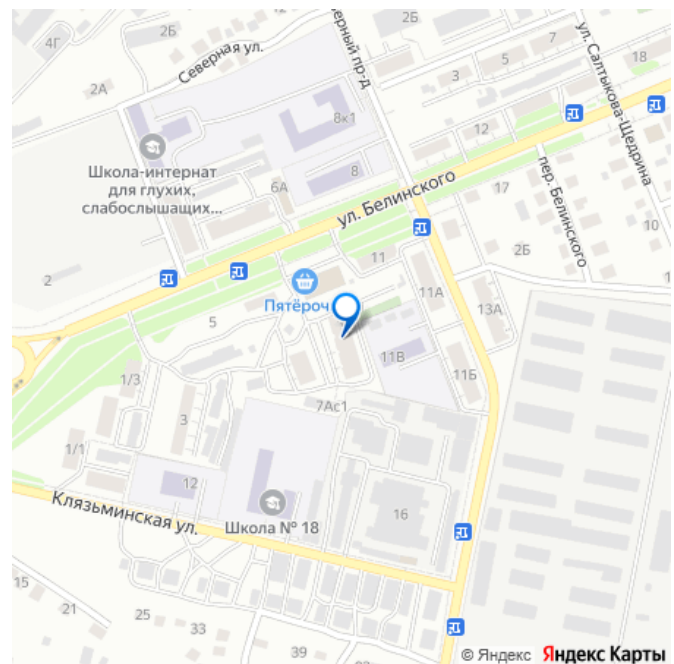 2Б
2Б
4Г
Северная ул.
ерный пр-д
5
7
ул. Салтыкова-Щедрина
18
3
2А
8к1
12
Школа-интернат
для глухих,
слабослышащих...
8
6А
ул. Белинского
17
пер. Белинского
10
2Б
11
2
Пятёроч
11А
13А
5
11В
11Б
1/3
7Ас1
3
1/1
12
16
Клязьминская ул.
Школа № 18
15
21
25
33
39
© Яндекс Яндекс Карты